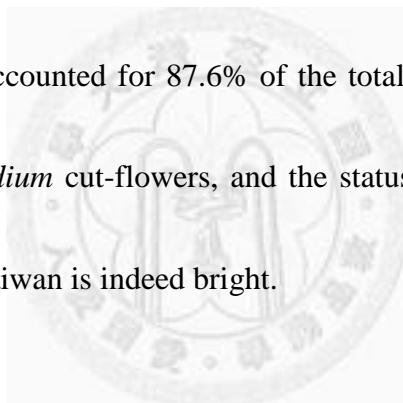 ccounted for 87.6% of the total
dium cut-flowers, and the status
iwan is indeed bright.